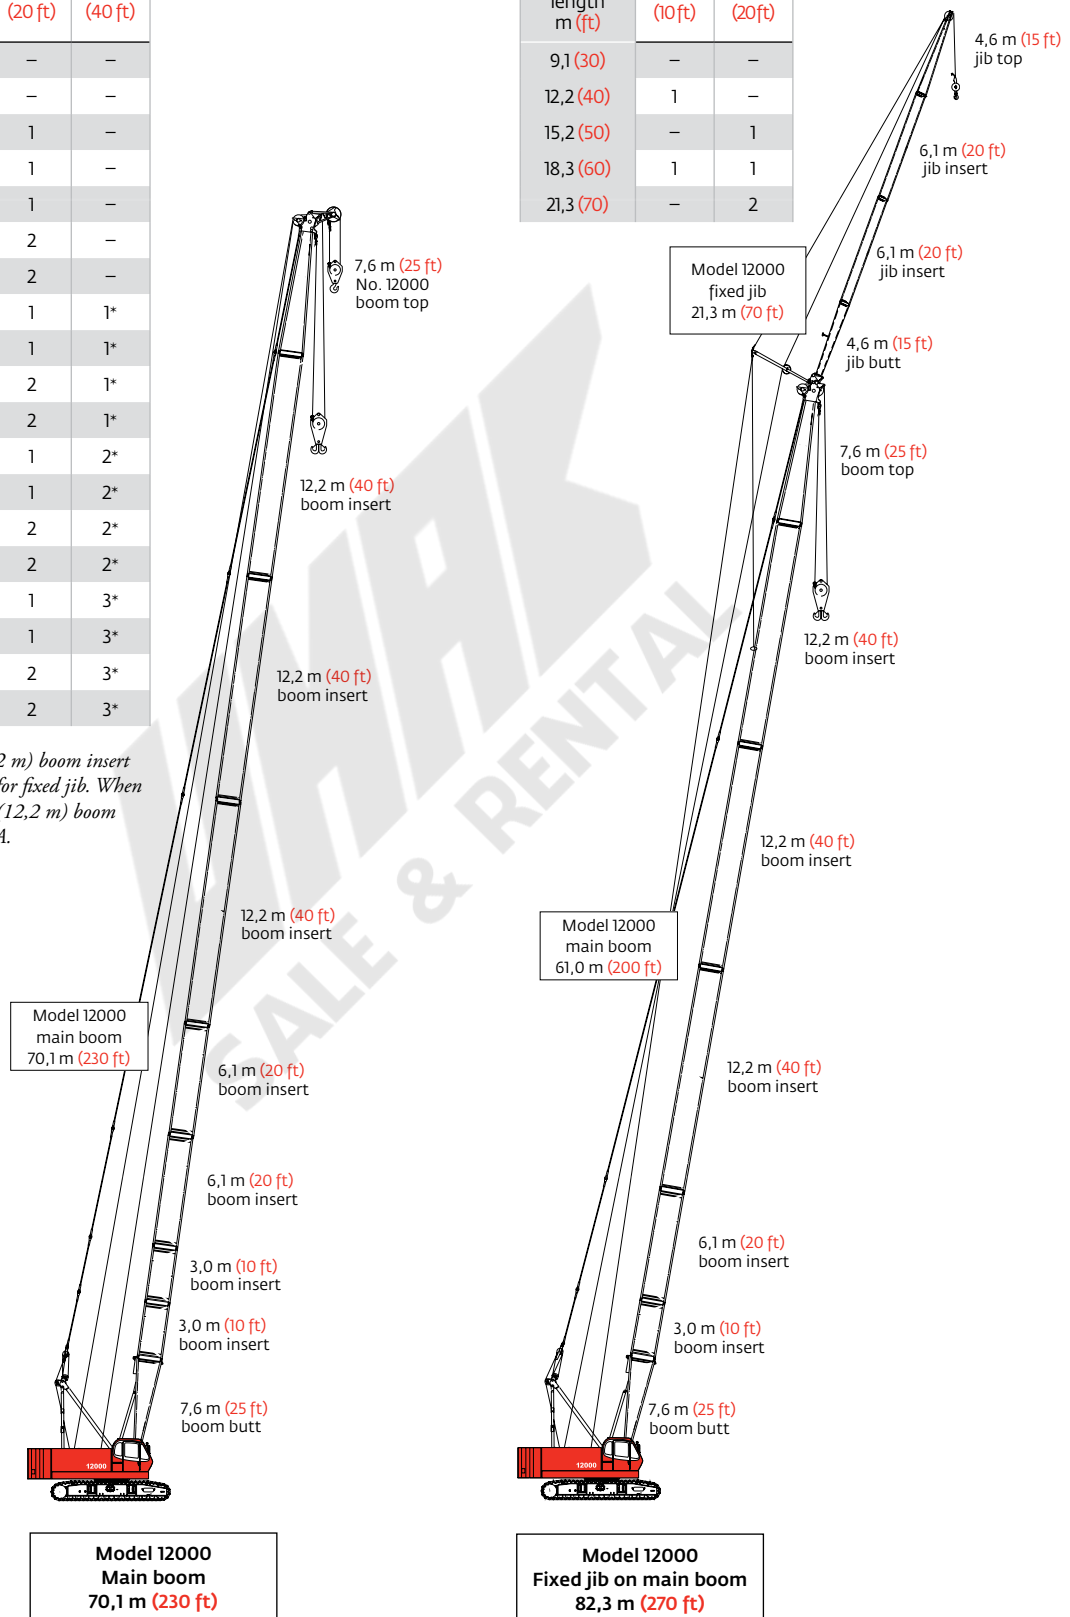 (20 ft) (40 ft)
– –
– –
1 –
1 –
1 –
2 –
2 –
1 1*
1 1*
2 1*
2 1*
1 2*
1 2*
2 2*
2 2*
1 3*
1 3*
2 3*
2 3*
2 m) boom insert
for fixed jib. When
(12,2 m) boom
A.
length
m (ft) (10 ft) (20 ft)
9,1 (30) – –
12,2 (40) 1 –
15,2 (50) – 1
18,3 (60) 1 1
21,3 (70) – 2
7,6 m (25 ft)
No. 12000
boom top
12,2 m (40 ft)
boom insert
12,2 m (40 ft)
boom insert
12,2 m (40 ft)
boom insert
Model 12000
main boom
70,1 m (230 ft)
6,1 m (20 ft)
boom insert
6,1 m (20 ft)
boom insert
3,0 m (10 ft)
boom insert
3,0 m (10 ft)
boom insert
7,6 m (25 ft)
boom butt
12000
Model 12000
Main boom
70,1 m (230 ft)
4,6 m (15 ft)
jib top
6,1 m (20 ft)
jib insert
6,1 m (20 ft)
jib insert
Model 12000
fixed jib
21,3 m (70 ft)
4,6 m (15 ft)
jib butt
7,6 m (25 ft)
boom top
12,2 m (40 ft)
boom insert
12,2 m (40 ft)
boom insert
Model 12000
main boom
61,0 m (200 ft)
12,2 m (40 ft)
boom insert
6,1 m (20 ft)
boom insert
3,0 m (10 ft)
boom insert
7,6 m (25 ft)
boom butt
12000
Model 12000
Fixed jib on main boom
82,3 m (270 ft)
SALE & RENTAL